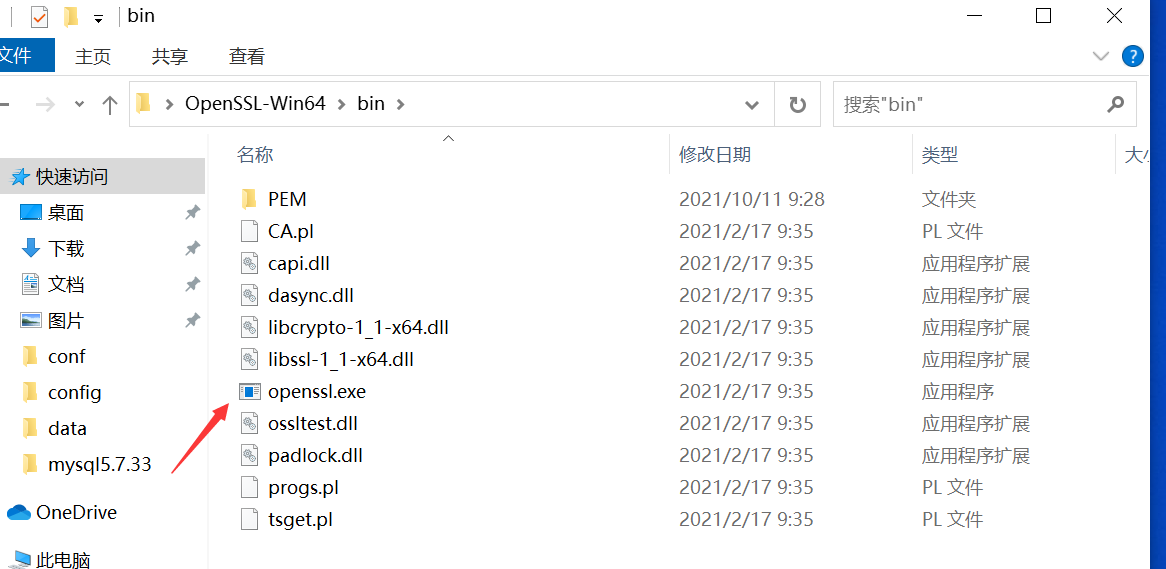 bin
文件 主页 共享 查看
OpenSSL-Win64 bin 搜索"bin"
名称 修改日期 类型
快速访问
桌面
下载
文档
图片
conf
config
data
mysql5.7.33
OneDrive
此电脑
PEM 2021/10/11 9:28 文件夹
CA.pl 2021/2/17 9:35 PL 文件
capi.dll 2021/2/17 9:35 应用程序扩展
dasync.dll 2021/2/17 9:35 应用程序扩展
libcrypto-1_1-x64.dll 2021/2/17 9:35 应用程序扩展
libssl-1_1-x64.dll 2021/2/17 9:35 应用程序扩展
openssl.exe 2021/2/17 9:35 应用程序
ossltest.dll 2021/2/17 9:35 应用程序扩展
padlock.dll 2021/2/17 9:35 应用程序扩展
progs.pl 2021/2/17 9:35 PL 文件
tsget.pl 2021/2/17 9:35 PL 文件